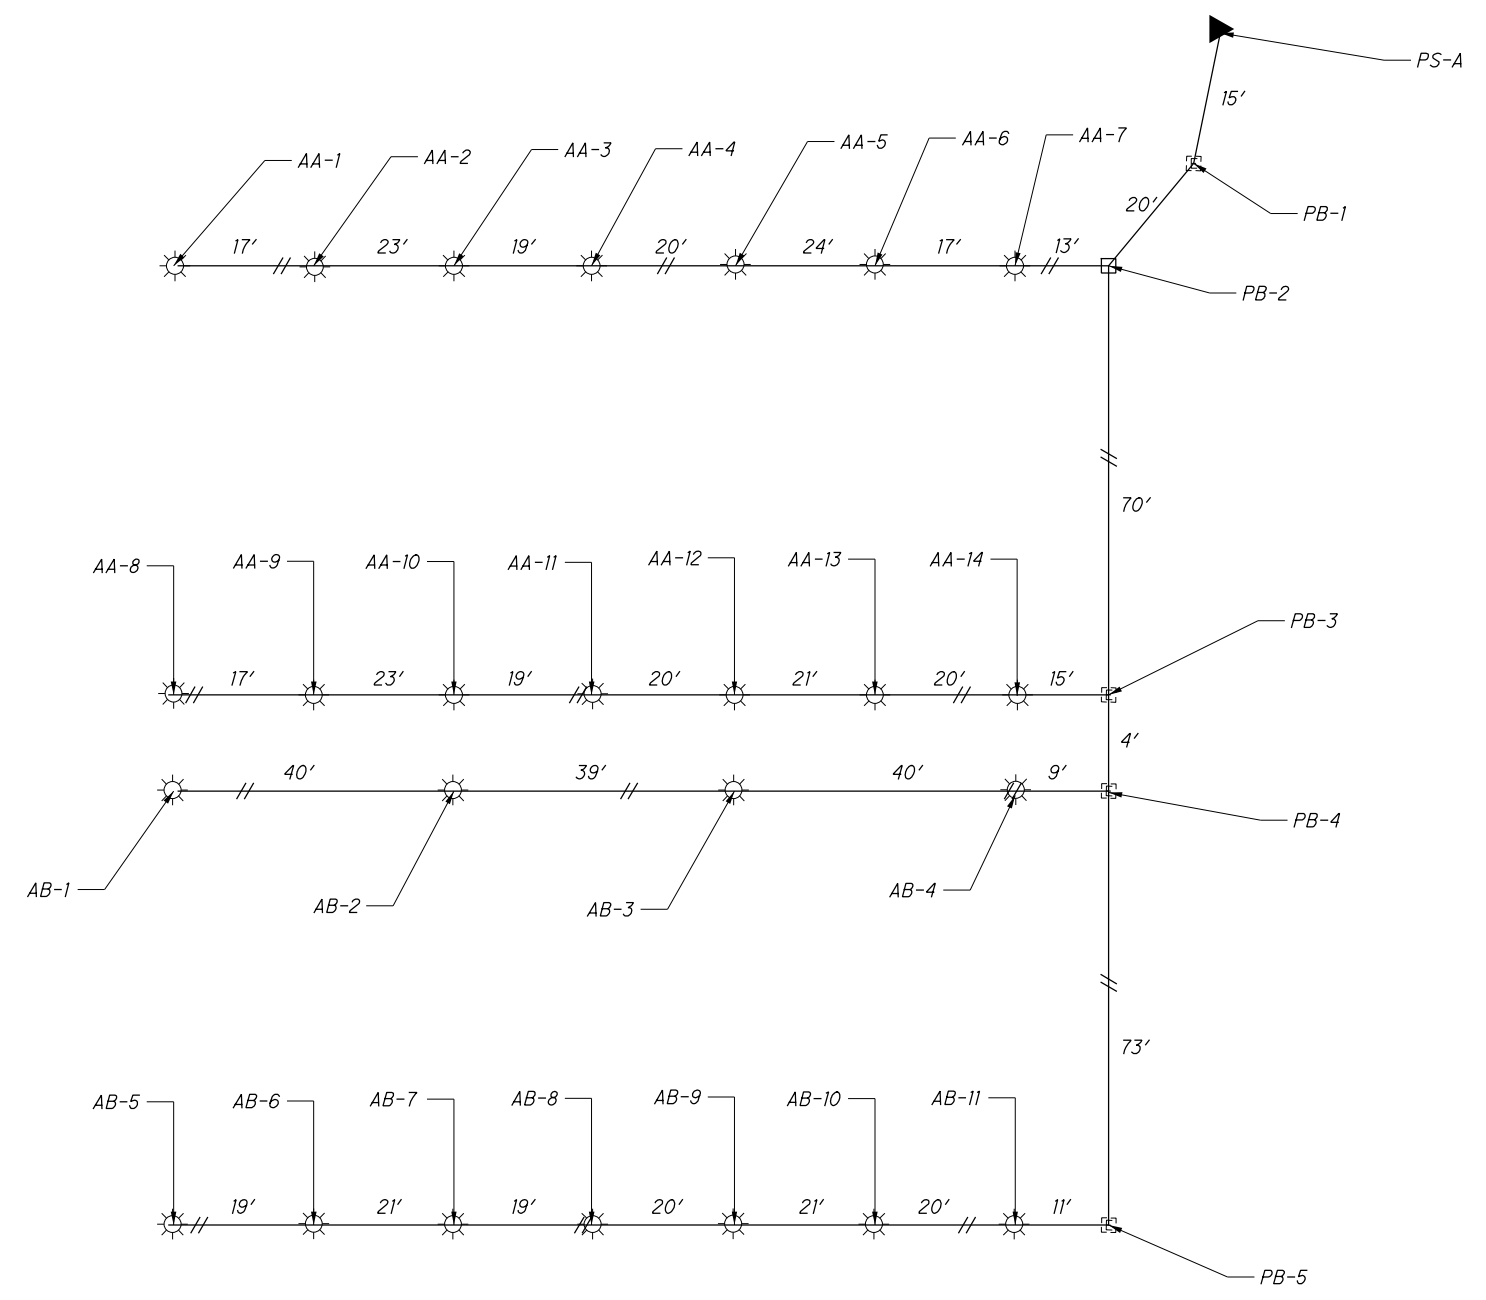 PS-A
15'
AA-1 AA-2 AA-3 AA-4 AA-5 AA-6 AA-7
20'
PB-1
17' 23' 19' 20' 24' 17' 13'
PB-2
70'
AA-8 AA-9 AA-10 AA-11 AA-12 AA-13 AA-14
PB-3
17' 23' 19' 20' 21' 20' 15'
4'
40' 39' 40' 9'
PB-4
AB-1 AB-2 AB-3 AB-4
73'
AB-5 AB-6 AB-7 AB-8 AB-9 AB-10 AB-11
19' 21' 19' 20' 21' 20' 11'
PB-5